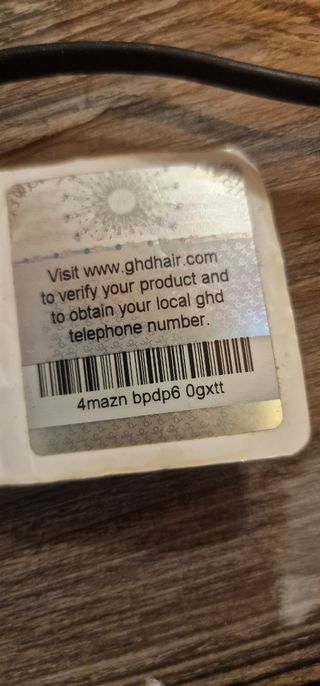 Visit www.ghdhair.com
to verify your product and
to obtain your local ghd
telephone number.
4mazn bpdp6 0gxtt